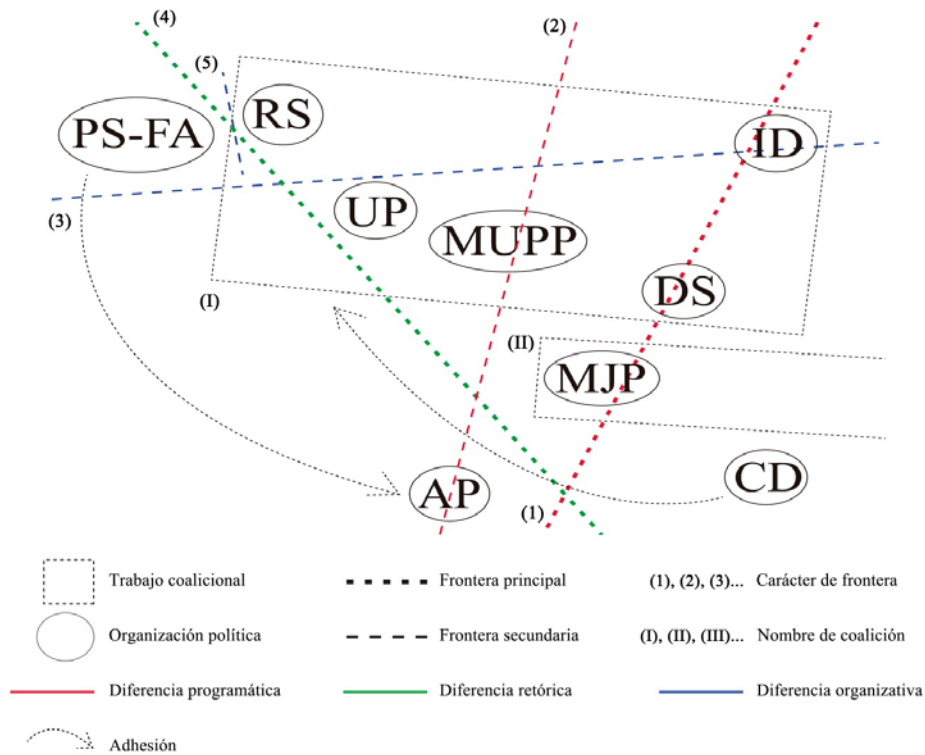 (4)
(2)
(5)
RS
PS-FA
ID
(3)
UP
MUPP
DS
(I)
(II)
MJP
AP
CD
(1)
Trabajo coalicional
Frontera principal
(1), (2), (3)... Carácter de frontera
Organización política
Frontera secundaria
(I), (II), (III)... Nombre de coalición
Diferencia programática
Diferencia retórica
Diferencia organizativa
Adhesión